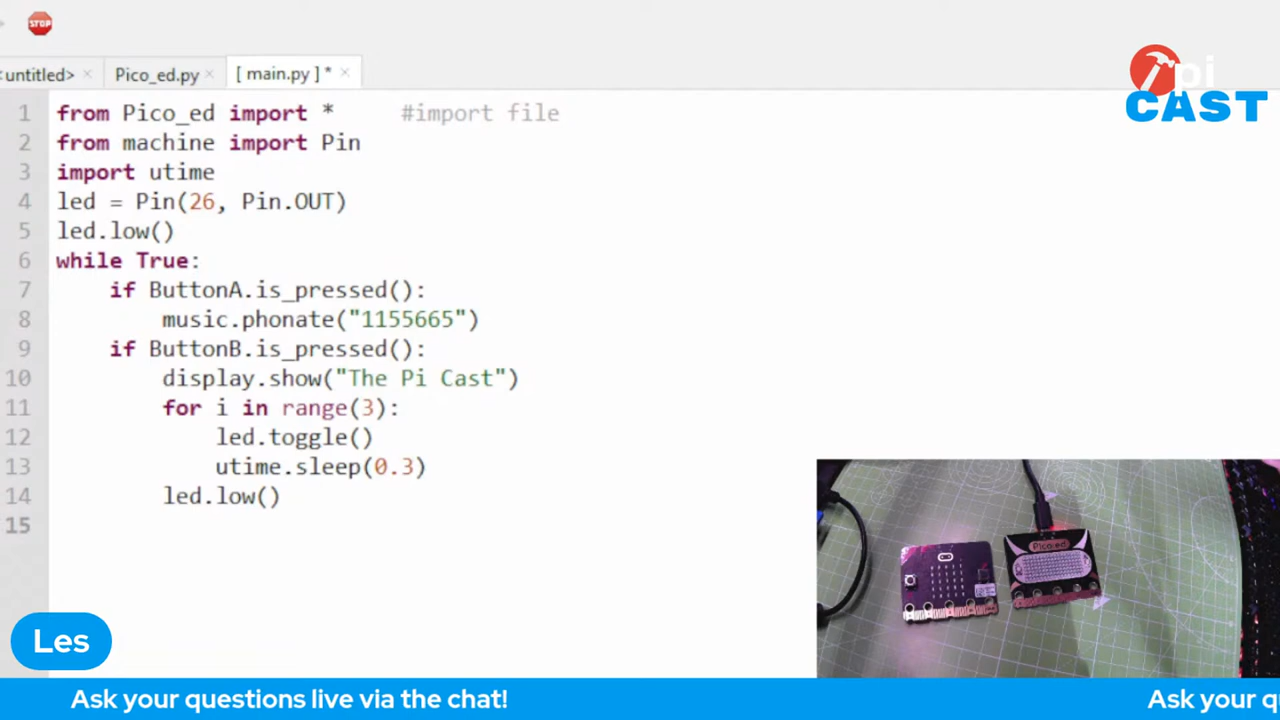 STOP
<untitled> × Pico_ed.py × [ main.py ] * ×
pi
CAST
1 from Pico_ed import * #import file
2 from machine import Pin
3 import utime
4 led = Pin(26, Pin.OUT)
5 led.low()
6 while True:
7 if ButtonA.is_pressed():
8 music.phonate("1155665")
9 if ButtonB.is_pressed():
10 display.show("The Pi Cast")
11 for i in range(3):
12 led.toggle()
13 utime.sleep(0.3)
14 led.low()
15
Pico:ed
Les
Ask your questions live via the chat! Ask your q